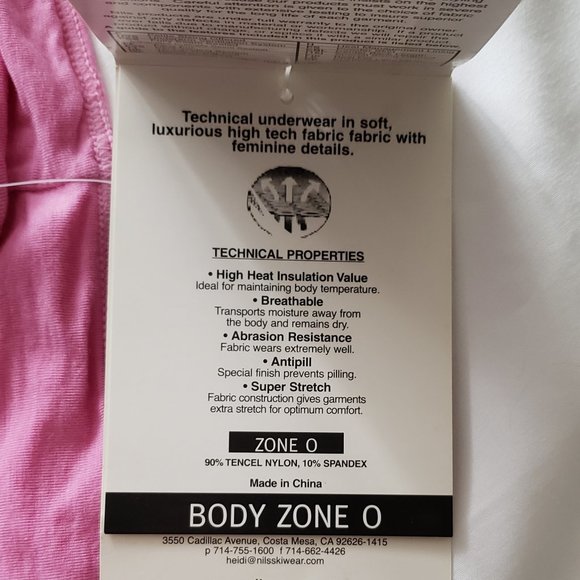 Technical underwear in soft,
luxurious high tech fabric fabric with
feminine details.
TECHNICAL PROPERTIES
• High Heat Insulation Value
Ideal for maintaining body temperature.
• Breathable
Transports moisture away from
the body and remains dry.
• Abrasion Resistance
Fabric wears extremely well.
• Antipill
Special finish prevents pilling.
• Super Stretch
Fabric construction gives garments
extra stretch for optimum comfort.
ZONE O
90% TENCEL NYLON, 10% SPANDEX
Made in China
BODY ZONE O
3550 Cadillac Avenue, Costa Mesa, CA 92626-1415
p 714-755-1600 f 714-662-4426
heidi@nilsskiwear.com